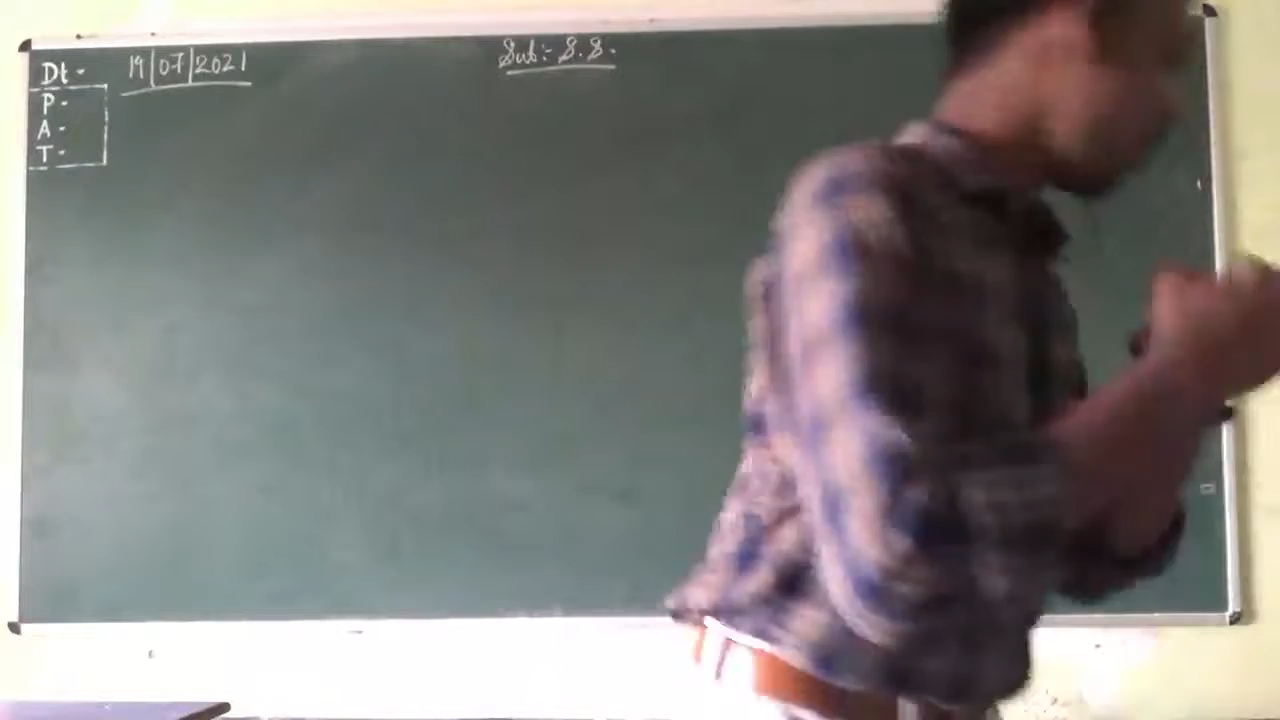 Dt - 19|07|2021
Sub :- S.S.
P -
A -
T -